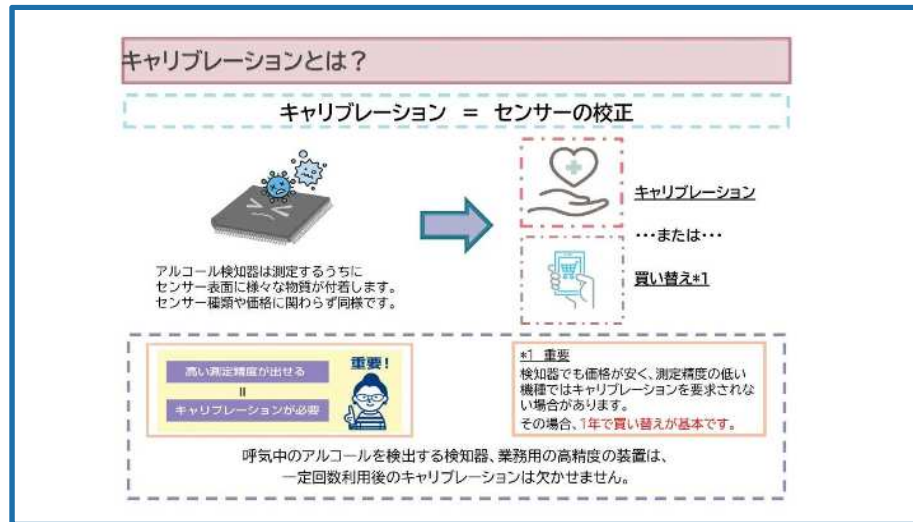 キャリブレーションとは？
キャリブレーション ＝ センサーの校正
アルコール検知器は測定するうちに
センサー表面に様々な物質が付着します。
センサー種類や価格に関わらず同様です。
キャリブレーション
･･･または･･･
買い替え*1
高い測定精度が出せる
＝
キャリブレーションが必要
重要！
*1 重要
検知器でも価格が安く、測定精度の低い
機種ではキャリブレーションを要求されな
い場合があります。
その場合、1年で買い替えが基本です。
呼気中のアルコールを検出する検知器、業務用の高精度の装置は、
一定回数利用後のキャリブレーションは欠かせません。